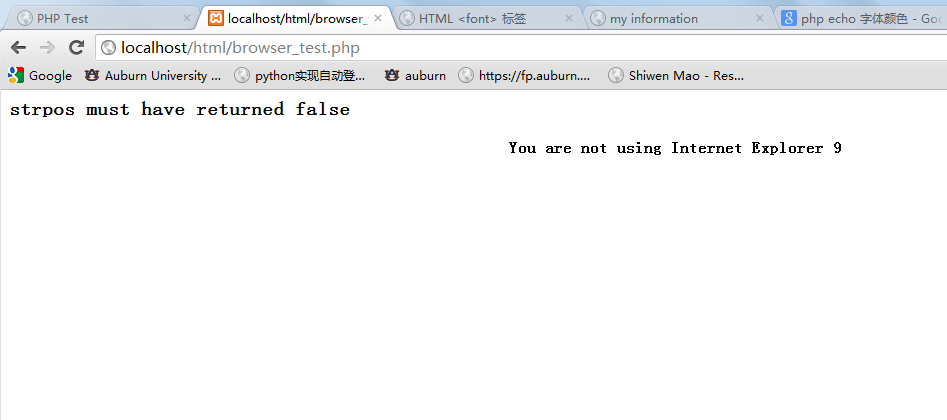 PHP Test
localhost/html/browser_
HTML <font> 标签
my information
php echo 字体颜色 - Goo
localhost/html/browser_test.php
Google
Auburn University ...
python实现自动登...
auburn
https://fp.auburn....
Shiwen Mao - Res...
strpos must have returned false
You are not using Internet Explorer 9